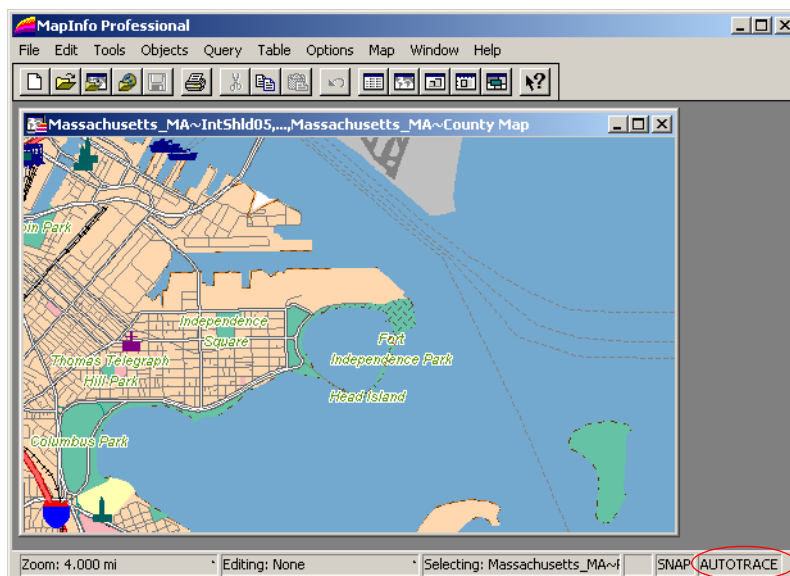 MapInfo Professional
File Edit Tools Objects Query Table Options Map Window Help
Massachusetts_MA~IntShld05,...,Massachusetts_MA~County Map
pin Park
Independence
Square
Fort
Independence Park
Thomas Telegraph
Hill Park
Head Island
Columbus Park
Zoom: 4.000 mi Editing: None Selecting: Massachusetts_MA~ SNAP AUTOTRACE